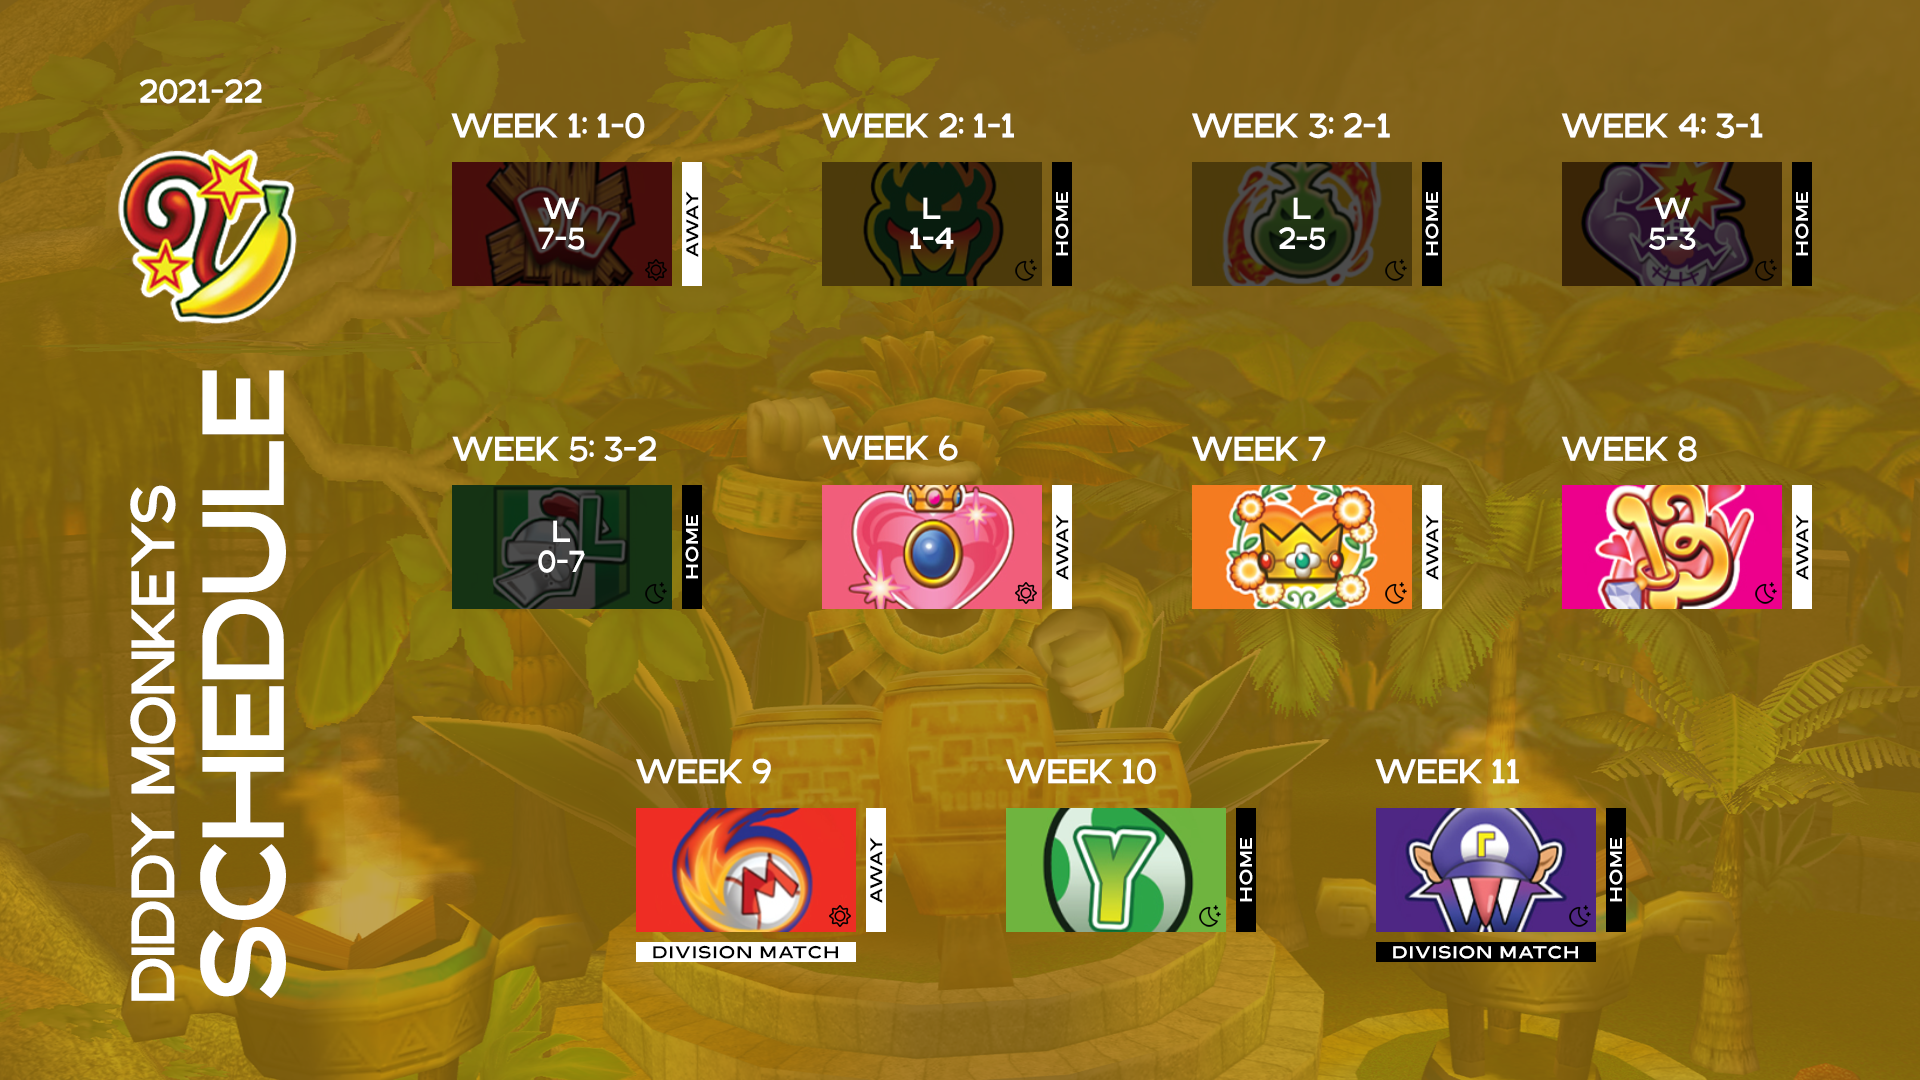 2021-22
DIDDY MONKEYS
SCHEDULE
WEEK 1: 1-0
W
7-5
AWAY
WEEK 2: 1-1
L
1-4
HOME
WEEK 3: 2-1
L
2-5
HOME
WEEK 4: 3-1
W
5-3
HOME
WEEK 5: 3-2
L
0-7
L
HOME
WEEK 6
AWAY
WEEK 7
AWAY
WEEK 8
B
AWAY
WEEK 9
M
AWAY
DIVISION MATCH
WEEK 10
Y
HOME
WEEK 11
Γ
W
HOME
DIVISION MATCH